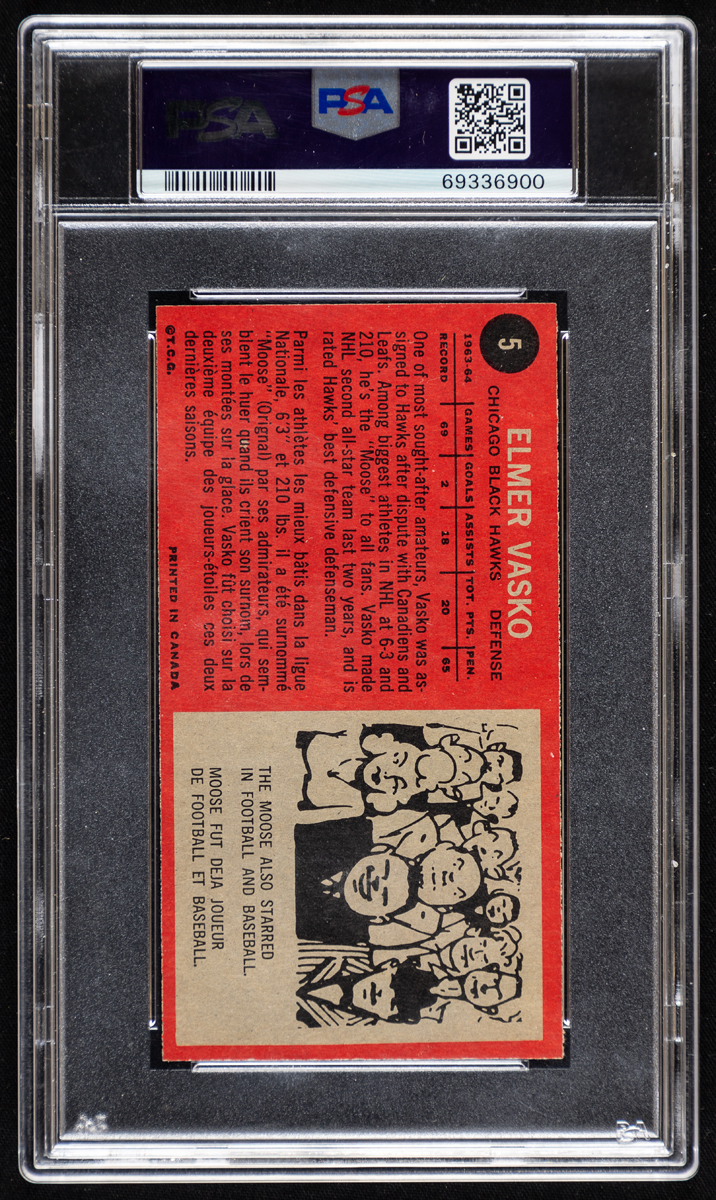 PSA
PSA
69336900
5
ELMER VASKO
CHICAGO BLACK HAWKS DEFENSE
1963-64 GAMES GOALS ASSISTS TOT. PTS. PEN.
RECORD 69 2 18 20 65
One of most sought-after amateurs, Vasko was as-
signed to Hawks after dispute with Canadiens and
Leafs. Among biggest athletes in NHL at 6-3 and
210, he's the "Moose" to all fans. Vasko made
NHL second all-star team last two years, and is
rated Hawks' best defensive defenseman.
Parmi les athlètes les mieux bâtis dans la ligue
Nationale, 6'3" et 210 lbs. il a été surnommé
"Moose" (Orignal) par ses admirateurs, qui sem-
blent le huer quand ils crient son surnom, lors de
ses montées sur la glace. Vasko fût choisi sur la
deuxième équipe des joueurs-étoiles ces deux
dernières saisons.
©T.C.G. PRINTED IN CANADA
THE MOOSE ALSO STARRED
IN FOOTBALL AND BASEBALL.
MOOSE FUT DEJA JOUEUR
DE FOOTBALL ET BASEBALL.